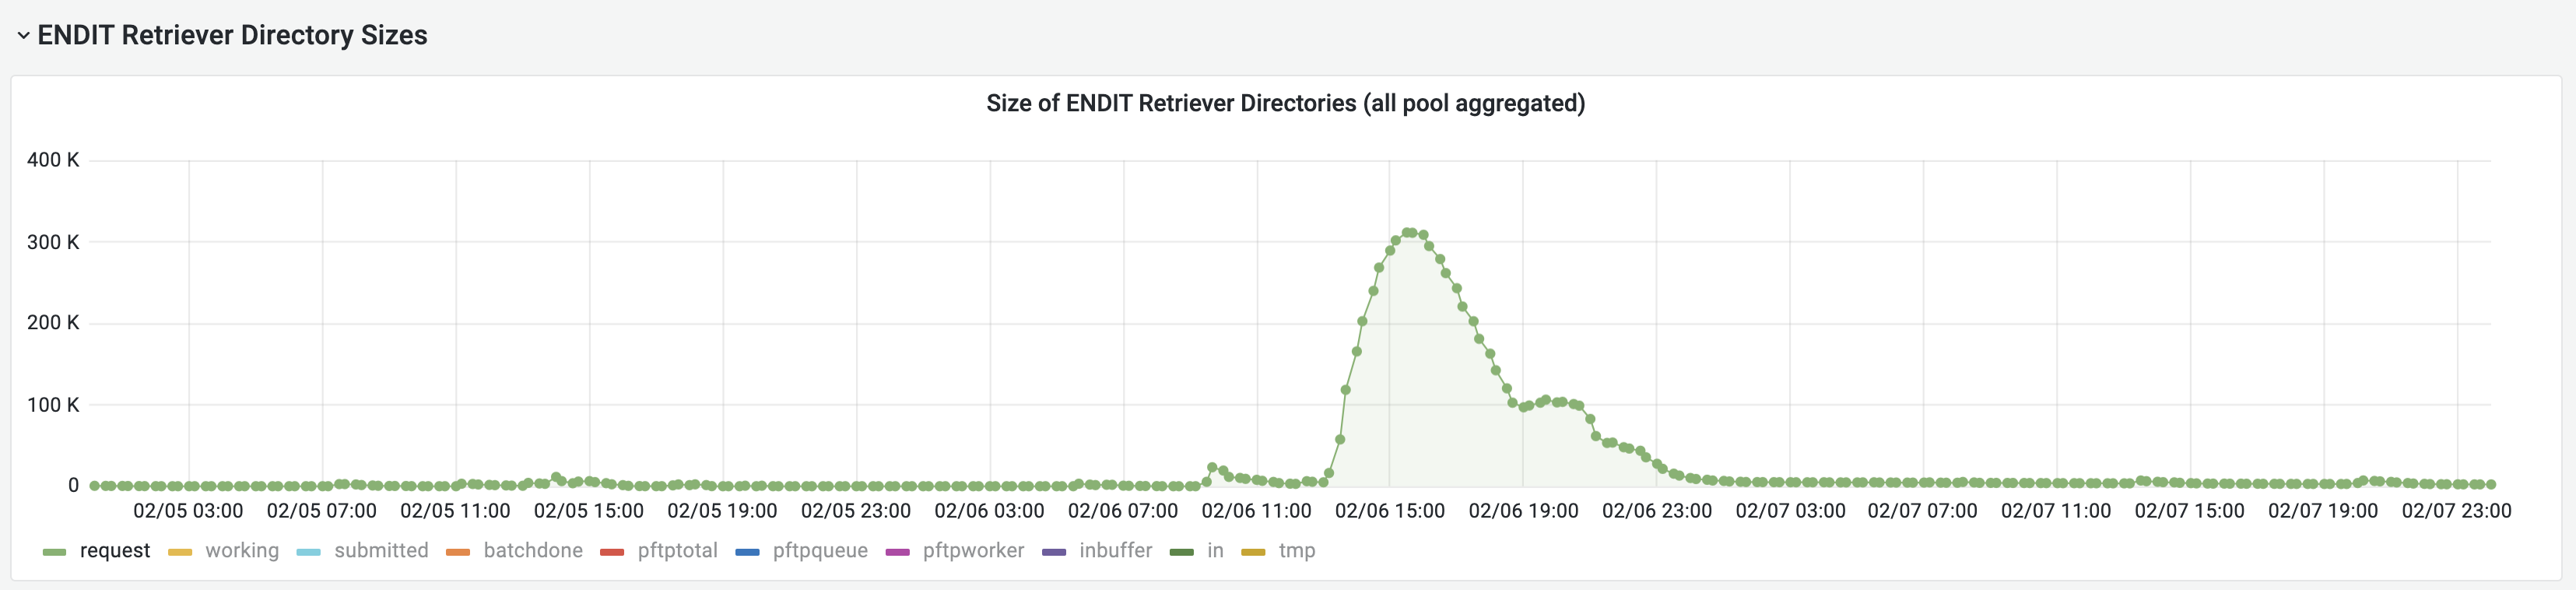 ENDIT Retriever Directory Sizes
Size of ENDIT Retriever Directories (all pool aggregated)
400 K
300 K
200 K
100 K
0
02/05 03:00 02/05 07:00 02/05 11:00 02/05 15:00 02/05 19:00 02/05 23:00 02/06 03:00 02/06 07:00 02/06 11:00 02/06 15:00 02/06 19:00 02/06 23:00 02/07 03:00 02/07 07:00 02/07 11:00 02/07 15:00 02/07 19:00 02/07 23:00
request working submitted batchdone pftptotal pftpqueue pftpworker inbuffer in tmp